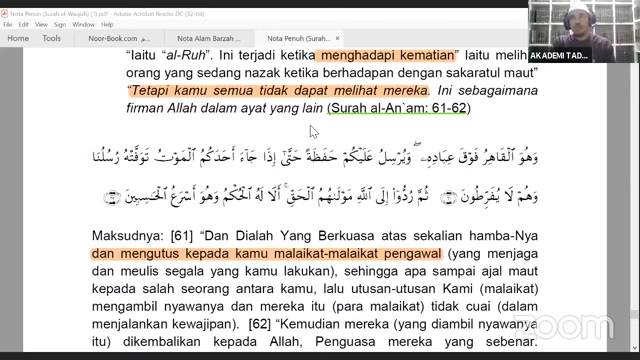 Nota Penuh (Surah al-Waqiah) (1).pdf - Adobe Acrobat Reader DC (32-bit)
File Edit View Sign Window Help
Noor-Book.com
Nota Alam Barzah
Nota Penuh (Surah...
AKADEMI TAD...
"Iaitu "al-Ruh". Ini terjadi ketika menghadapi kematian" Iaitu melih
orang yang sedang nazak ketika berhadapan dengan sakaratul maut"
"Tetapi kamu semua tidak dapat melihat mereka. Ini sebagaimana
firman Allah dalam ayat yang lain (Surah al-An`am: 61-62)
وَهُوَ ٱلْقَاهِرُ فَوْقَ عِبَادِهِۦ ۖ وَيُرْسِلُ عَلَيْكُمْ حَفَظَةً حَتَّىٰٓ إِذَا جَآءَ أَحَدَكُمُ ٱلْمَوْتُ تَوَفَّتْهُ رُسُلُنَا
وَهُمْ لَا يُفَرِّطُونَ ﴿٦١﴾ ثُمَّ رُدُّوٓا۟ إِلَى ٱللَّهِ مَوْلَىٰهُمُ ٱلْحَقِّ ۚ أَلَا لَهُ ٱلْحُكْمُ وَهُوَ أَسْرَعُ ٱلْحَـٰسِبِينَ ﴿٦٢﴾
Maksudnya: [61] "Dan Dialah Yang Berkuasa atas sekalian hamba-Nya
dan mengutus kepada kamu malaikat-malaikat pengawal (yang menjaga
dan meulis segala yang kamu lakukan), sehingga apa sampai ajal maut
kepada salah seorang antara kamu, lalu utusan-utusan Kami (malaikat)
mengambil nyawanya dan mereka itu (para malaikat) tidak cuai (dalam
menjalankan kewajipan). [62] "Kemudian mereka (yang diambil nyawanya
itu) dikembalikan kepada Allah, Penguasa mereka yang sebenar.
zoom